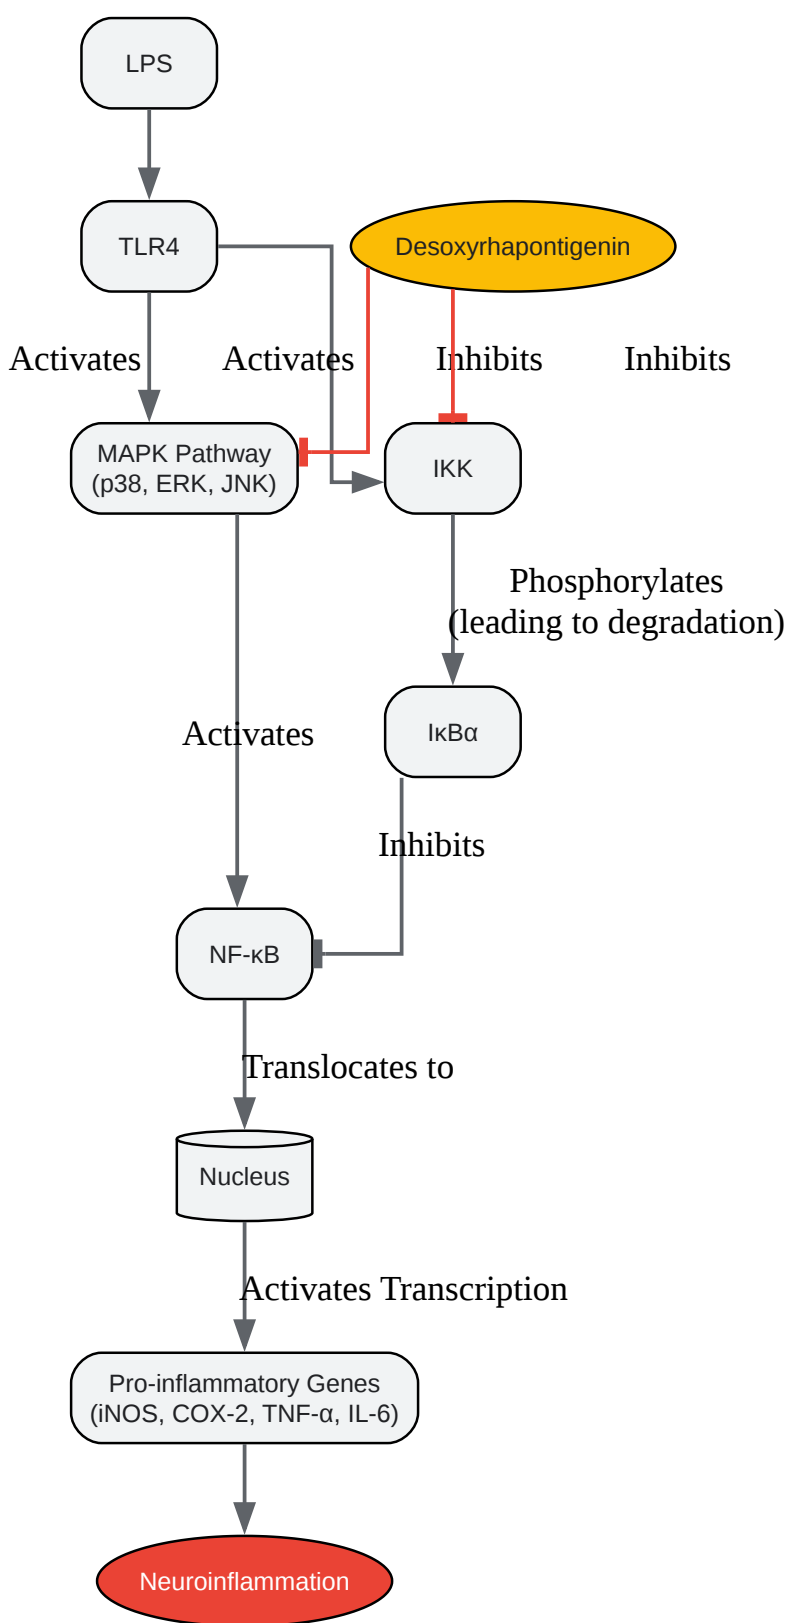 LPS
TLR4
Desoxyrhapontigenin
Activates
Activates
Inhibits
Inhibits
MAPK Pathway
(p38, ERK, JNK)
IKK
Phosphorylates
(leading to degradation)
IκBα
Activates
Inhibits
NF-κB
Translocates to
Nucleus
Activates Transcription
Pro-inflammatory Genes
(iNOS, COX-2, TNF-α, IL-6)
Neuroinflammation